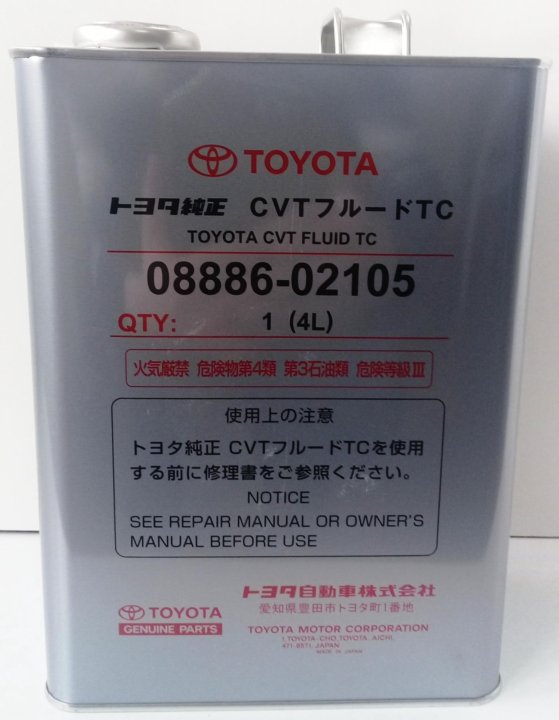 TOYOTA
トヨタ純正 CVTフルードTC
TOYOTA CVT FLUID TC
08886-02105
QTY: 1 (4L)
火気厳禁 危険物第4類 第3石油類 危険等級Ⅲ
使用上の注意
トヨタ純正 CVTフルードTCを使用
する前に修理書をご参照ください。
NOTICE
SEE REPAIR MANUAL OR OWNER'S
MANUAL BEFORE USE
トヨタ自動車株式会社
愛知県豊田市トヨタ町1番地
TOYOTA
GENUINE PARTS
TOYOTA MOTOR CORPORATION
1,TOYOTA-CHO,TOYOTA,AICHI,
471-8571,JAPAN
MADE IN JAPAN